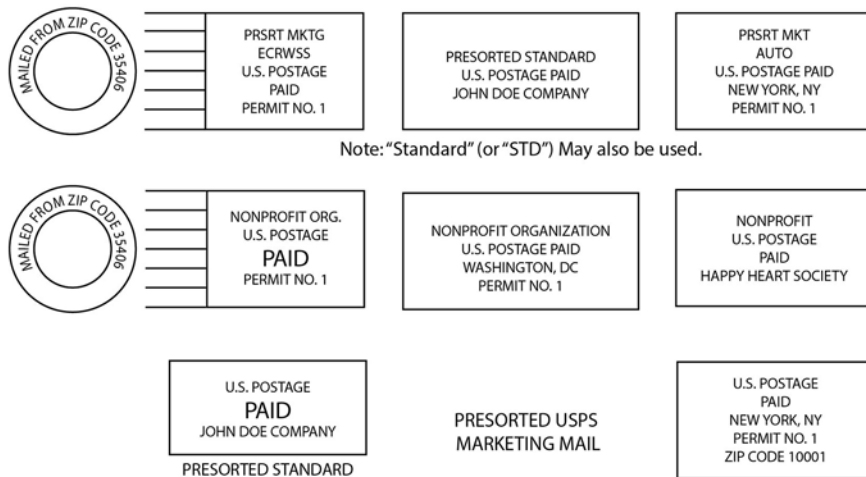 MAILED FROM ZIP CODE 35406
PRSRT MKTG
ECRWSS
U.S. POSTAGE
PAID
PERMIT NO. 1
PRESORTED STANDARD
U.S. POSTAGE PAID
JOHN DOE COMPANY
PRSRT MKT
AUTO
U.S. POSTAGE PAID
NEW YORK, NY
PERMIT NO. 1
Note: “Standard” (or “STD”) May also be used.
MAILED FROM ZIP CODE 35406
NONPROFIT ORG.
U.S. POSTAGE
PAID
PERMIT NO. 1
NONPROFIT ORGANIZATION
U.S. POSTAGE PAID
WASHINGTON, DC
PERMIT NO. 1
NONPROFIT
U.S. POSTAGE
PAID
HAPPY HEART SOCIETY
U.S. POSTAGE
PAID
JOHN DOE COMPANY
PRESORTED STANDARD
PRESORTED USPS
MARKETING MAIL
U.S. POSTAGE
PAID
NEW YORK, NY
PERMIT NO. 1
ZIP CODE 10001